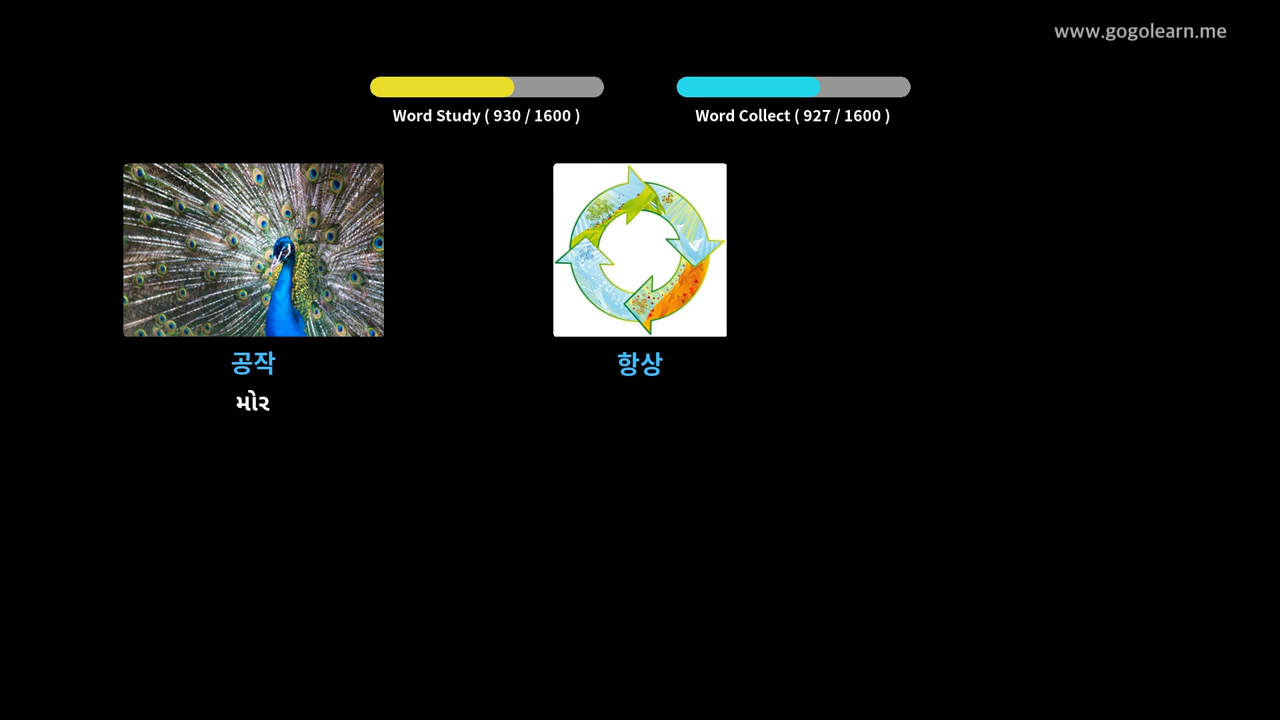 www.gogolearn.me
Word Study ( 930 / 1600 )
Word Collect ( 927 / 1600 )
공작
항상
મોર